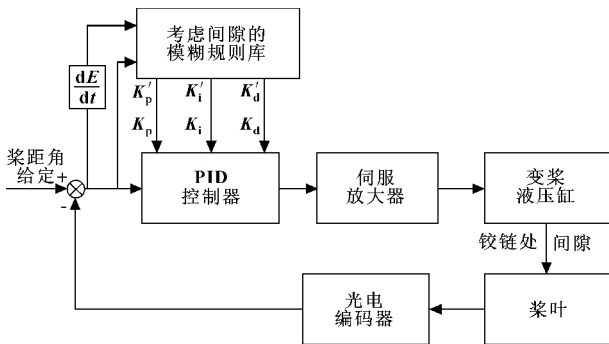 考虑间隙的
模糊规则库
dE
dt
K'p K'i K'd
Kp Ki Kd
桨距角
给定+
-
PID
控制器
伺服
放大器
变桨
液压缸
铰链处 间隙
光电
编码器
桨叶